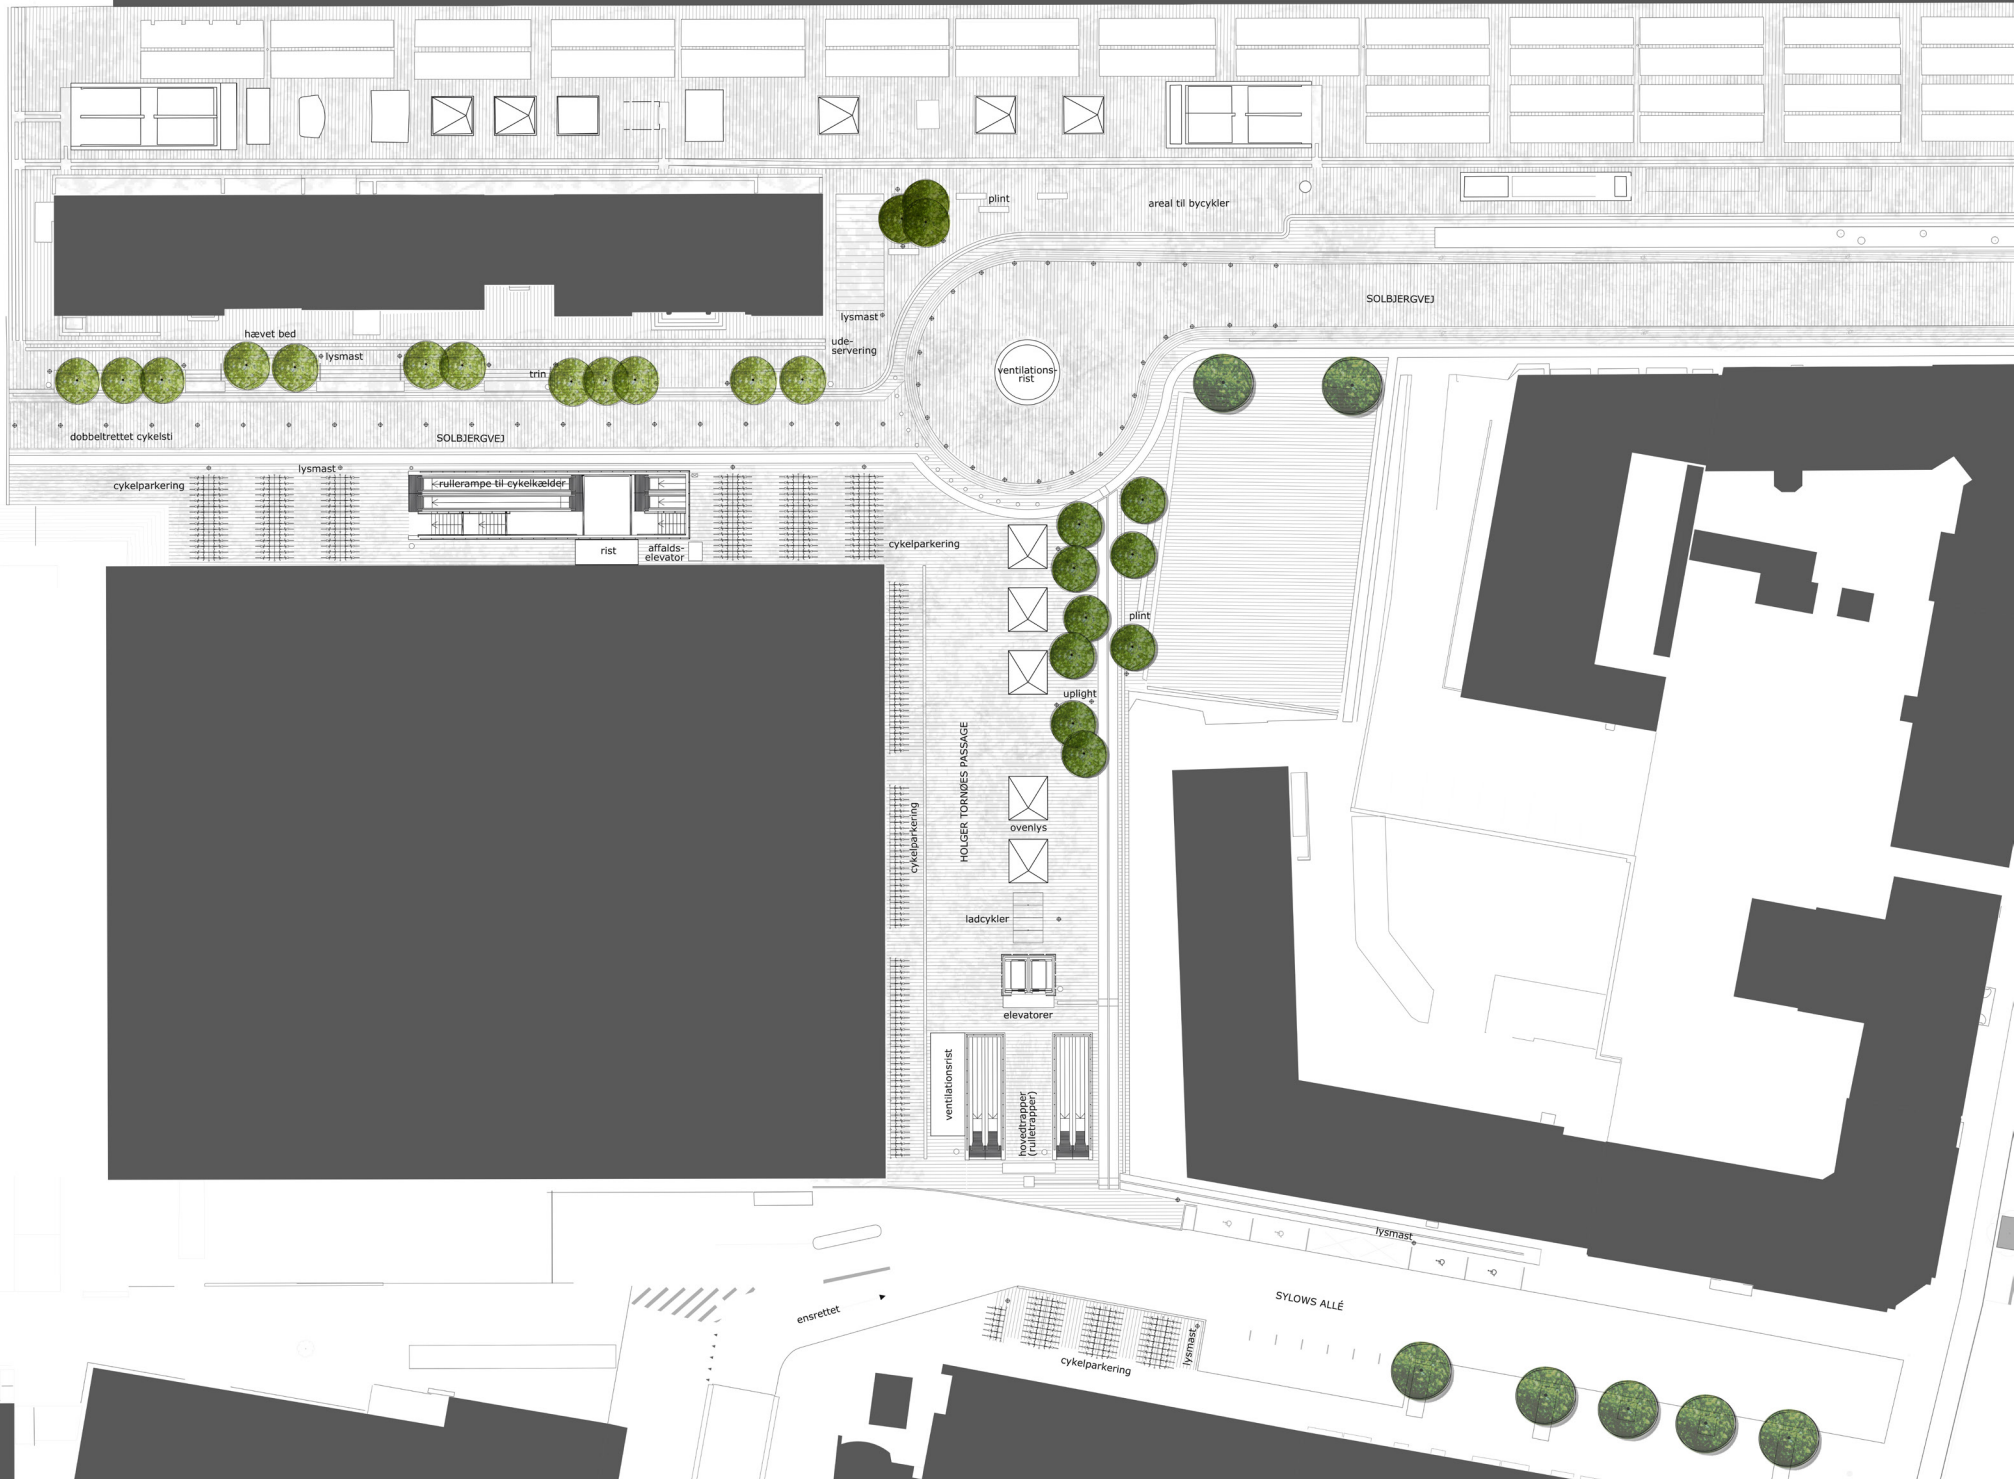 plint
areal til bycykler
SOLBJERGVEJ
lysmast
hævet bed
lysmast
ude-
servering
trin
ventilations-
rist
dobbeltrettet cykelsti
SOLBJERGVEJ
lysmast
cykelparkering
rullerampe til cykelkælder
rist
affalds-
elevator
cykelparkering
plint
uplight
HOLGER TORNØES PASSAGE
cykelparkering
ovenlys
ladcykler
elevatorer
ventilationsrist
hovedtrapper
(rulletrapper)
lysmast
SYLOWS ALLÉ
ensrettet
cykelparkering
lysmast